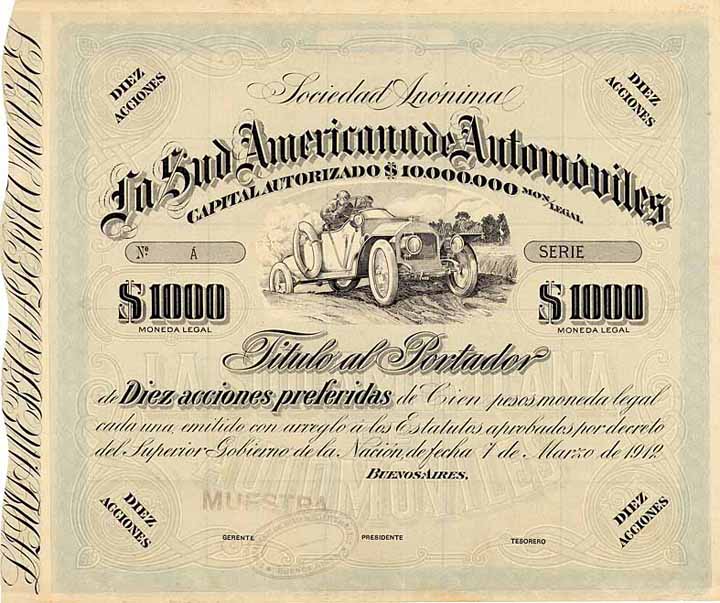 DIEZ ACCIONES
DIEZ ACCIONES
Sociedad Anónima
La Sud Americana de Automóviles
CAPITAL AUTORIZADO $ 10.000.000 MON. LEGAL
Nº Á
SERIE
$ 1000
MONEDA LEGAL
$ 1000
MONEDA LEGAL
Titulo al Portador
de Diez acciones preferidas de Cien pesos moneda legal
cada una, emitido con arreglo á los Estatutos aprobados por decreto
del Superior Gobierno de la Nación, de fecha 7 de Marzo de 1912.
BUENOS AIRES,
MUESTRA
DIEZ ACCIONES
DIEZ ACCIONES
GERENTE
PRESIDENTE
TESORERO
BUENOS AIRES